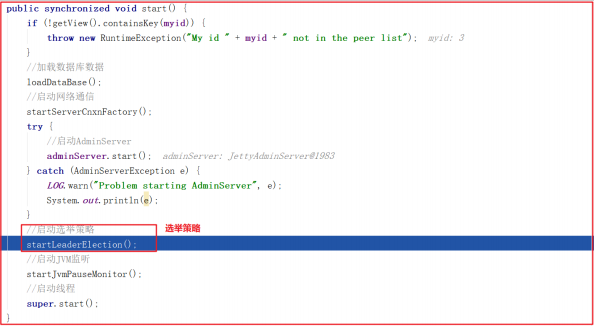 public synchronized void start() {
if (!getView().containsKey(myid)) {
throw new RuntimeException("My id " + myid + " not in the peer list"); myid: 3
}
//加载数据库数据
loadDataBase();
//启动网络通信
startServerCnxnFactory();
try {
//启动AdminServer
adminServer.start(); adminServer: JettyAdminServer@1983
} catch (AdminServerException e) {
LOG.warn("Problem starting AdminServer", e);
System.out.println(e);
}
//启动选举策略 选举策略
startLeaderElection();
//启动JVM监听
startJvmPauseMonitor();
//启动线程
super.start();
}